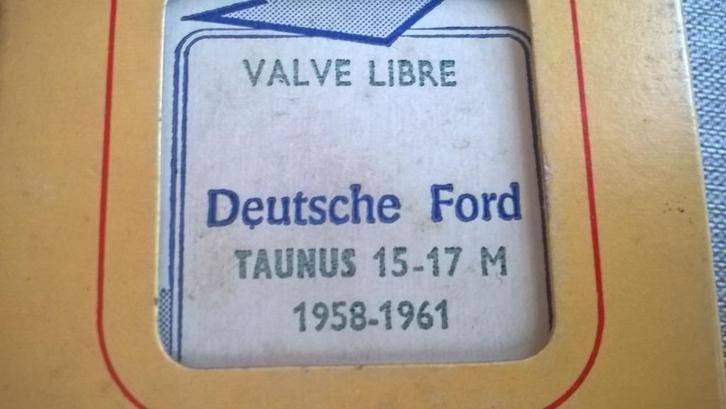 VALVE LIBRE
Deutsche Ford
TAUNUS 15-17 M
1958-1961